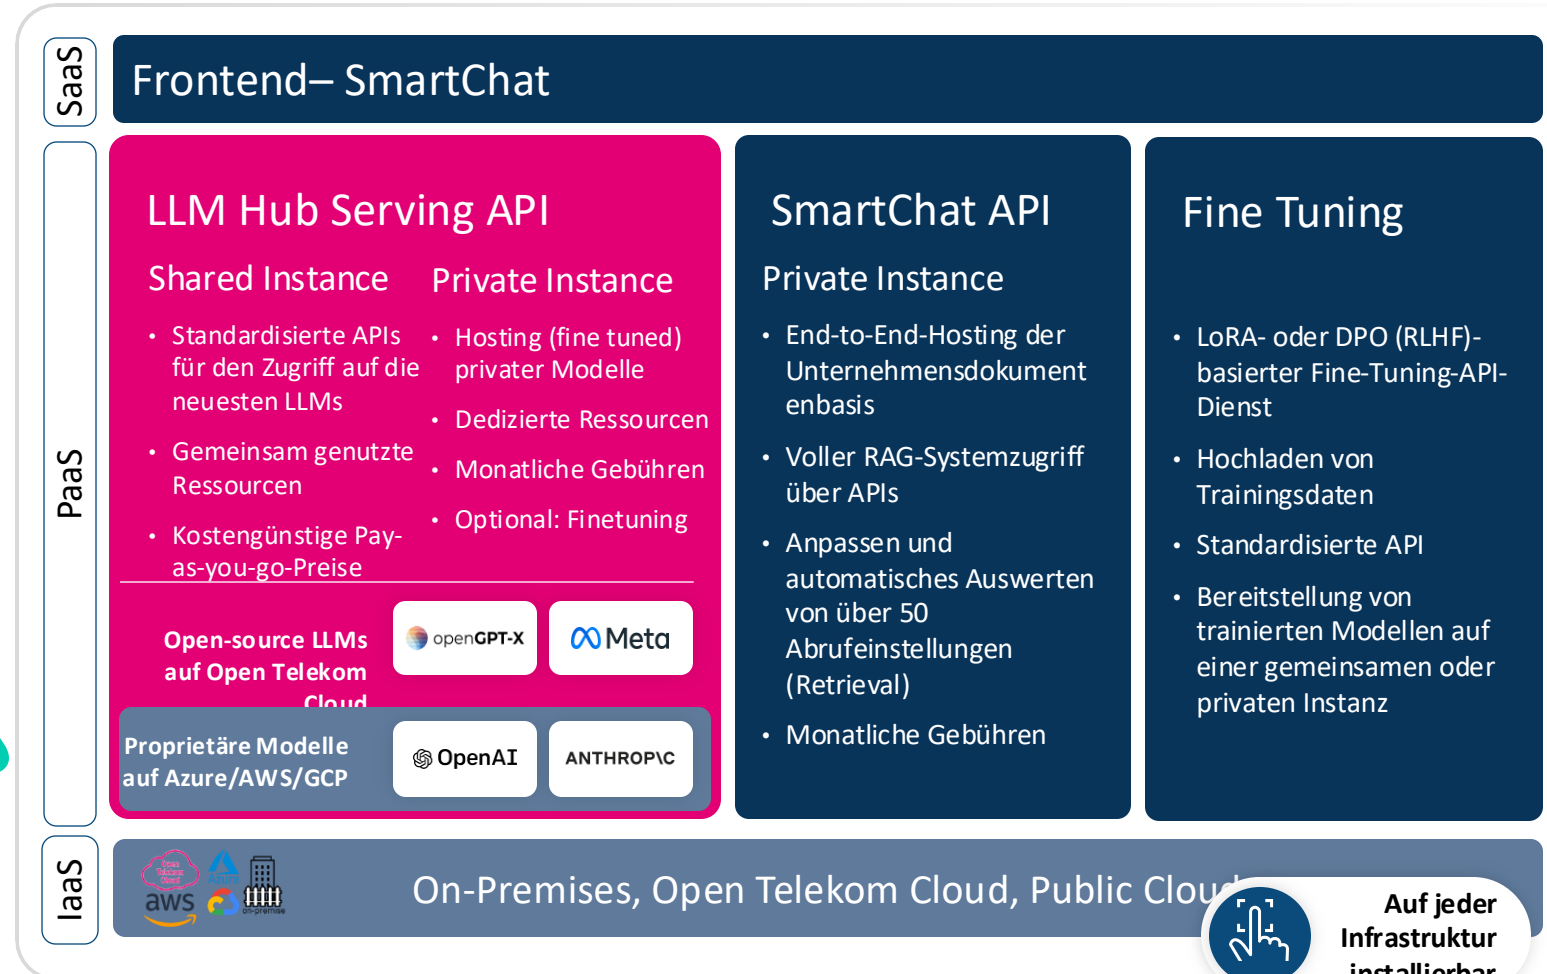 SaaS
Frontend– SmartChat
PaaS
LLM Hub Serving API
Shared Instance
• Standardisierte APIs
für den Zugriff auf die
neuesten LLMs
• Gemeinsam genutzte
Ressourcen
• Kostengünstige Pay-
as-you-go-Preise
Private Instance
• Hosting (fine tuned)
privater Modelle
• Dedizierte Ressourcen
• Monatliche Gebühren
• Optional: Finetuning
Open-source LLMs
auf Open Telekom
Cloud
openGPT-X
Meta
Proprietäre Modelle
auf Azure/AWS/GCP
OpenAI
ANTHROP\C
SmartChat API
Private Instance
• End-to-End-Hosting der
Unternehmensdokument
enbasis
• Voller RAG-Systemzugriff
über APIs
• Anpassen und
automatisches Auswerten
von über 50
Abrufeinstellungen
(Retrieval)
• Monatliche Gebühren
Fine Tuning
• LoRA- oder DPO (RLHF)-
basierter Fine-Tuning-API-
Dienst
• Hochladen von
Trainingsdaten
• Standardisierte API
• Bereitstellung von
trainierten Modellen auf
einer gemeinsamen oder
privaten Instanz
IaaS
Open
Telekom
Cloud
Azure
aws
on-premise
On-Premises, Open Telekom Cloud, Public Cloud
Auf jeder
Infrastruktur
installierbar